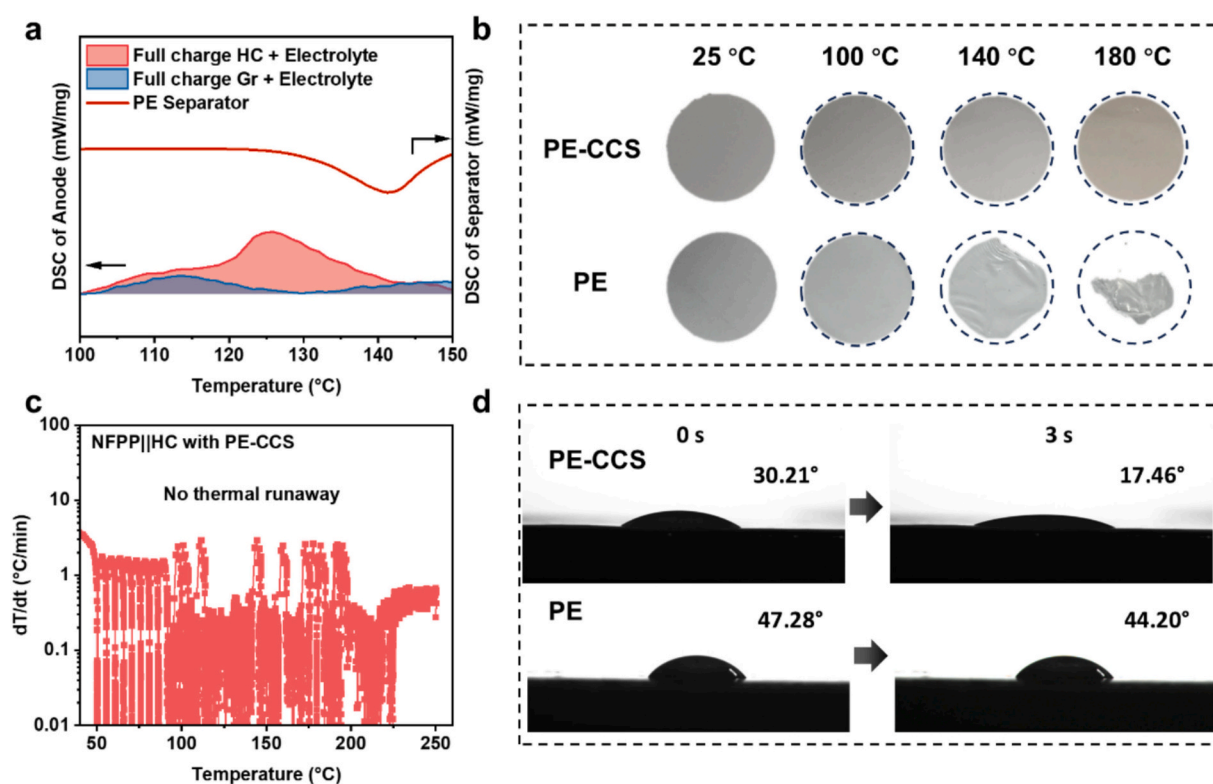 a
Full charge HC + Electrolyte
Full charge Gr + Electrolyte
PE Separator
DSC of Anode (mW/mg)
DSC of Separator (mW/mg)
100 110 120 130 140 150
Temperature (°C)
b
25 °C 100 °C 140 °C 180 °C
PE-CCS
PE
c
NFPP||HC with PE-CCS
No thermal runaway
100
10
1
0.1
0.01
dT/dt (°C/min)
50 100 150 200 250
Temperature (°C)
d
0 s 3 s
PE-CCS
30.21° 17.46°
PE
47.28° 44.20°